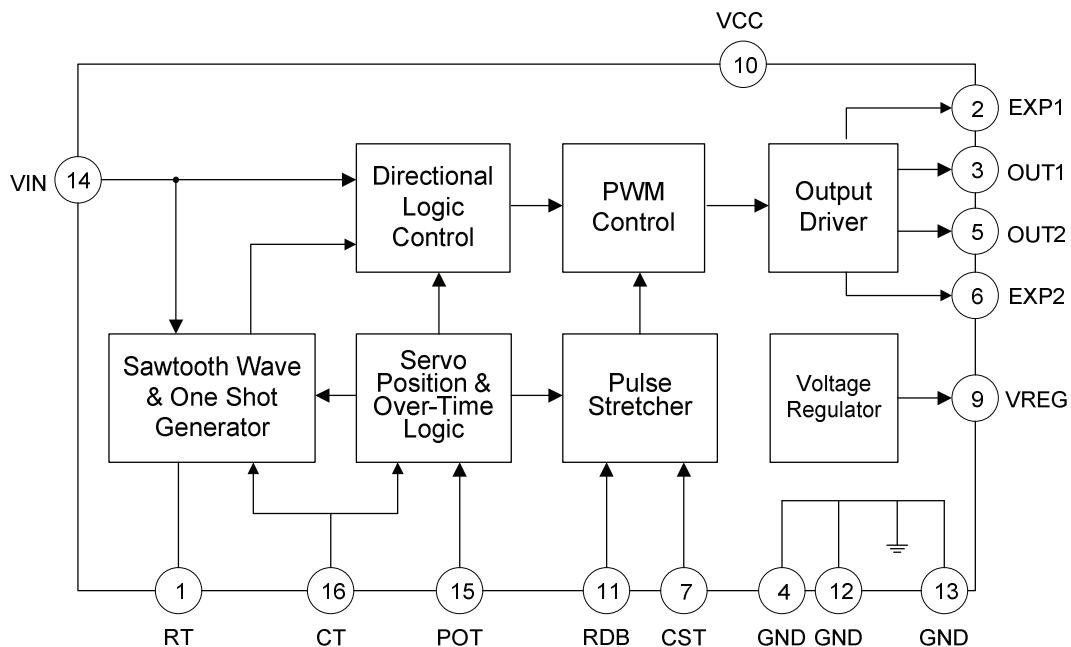 VCC
10
2 EXP1
VIN 14
Directional
Logic
Control
PWM
Control
Output
Driver
3 OUT1
5 OUT2
6 EXP2
Sawtooth Wave
& One Shot
Generator
Servo
Position &
Over-Time
Logic
Pulse
Stretcher
Voltage
Regulator
9 VREG
1 16 15 11 7 4 12 13
RT CT POT RDB CST GND GND GND